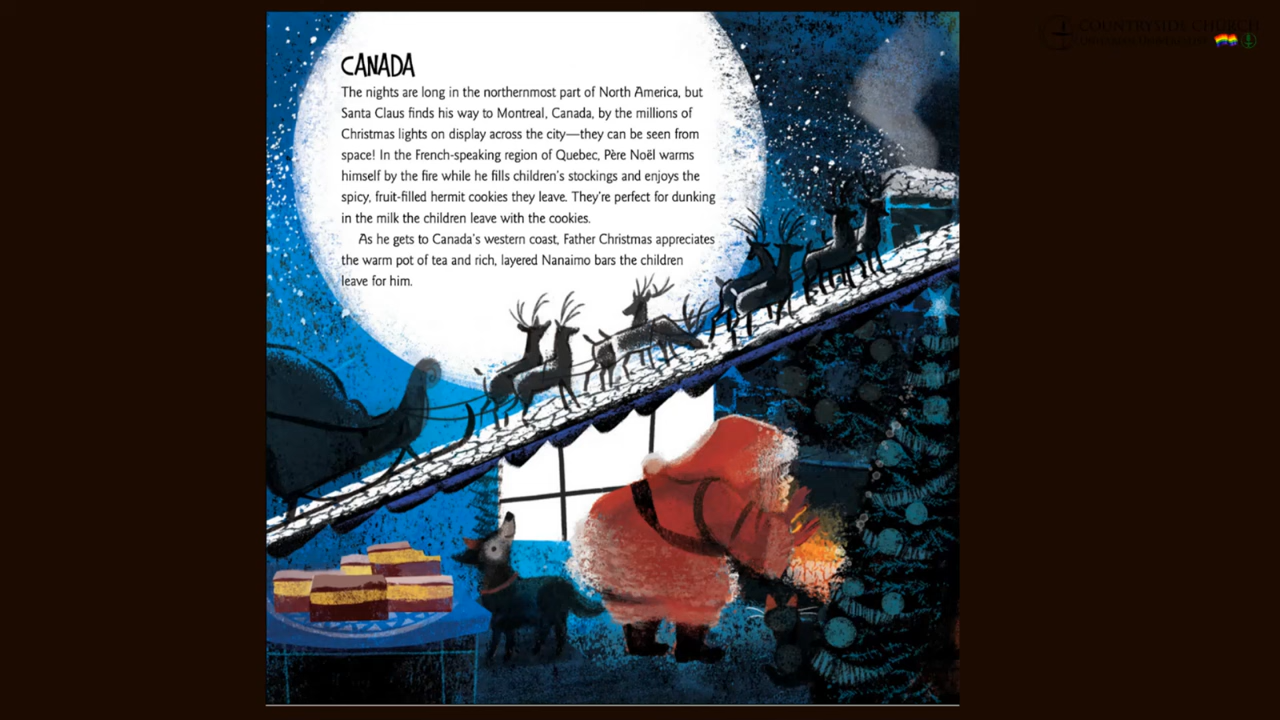 CANADA
The nights are long in the northernmost part of North America, but
Santa Claus finds his way to Montreal, Canada, by the millions of
Christmas lights on display across the city—they can be seen from
space! In the French-speaking region of Quebec, Père Noël warms
himself by the fire while he fills children's stockings and enjoys the
spicy, fruit-filled hermit cookies they leave. They're perfect for dunking
in the milk the children leave with the cookies.
As he gets to Canada's western coast, Father Christmas appreciates
the warm pot of tea and rich, layered Nanaimo bars the children
leave for him.
COUNTRYSIDE CHURCH